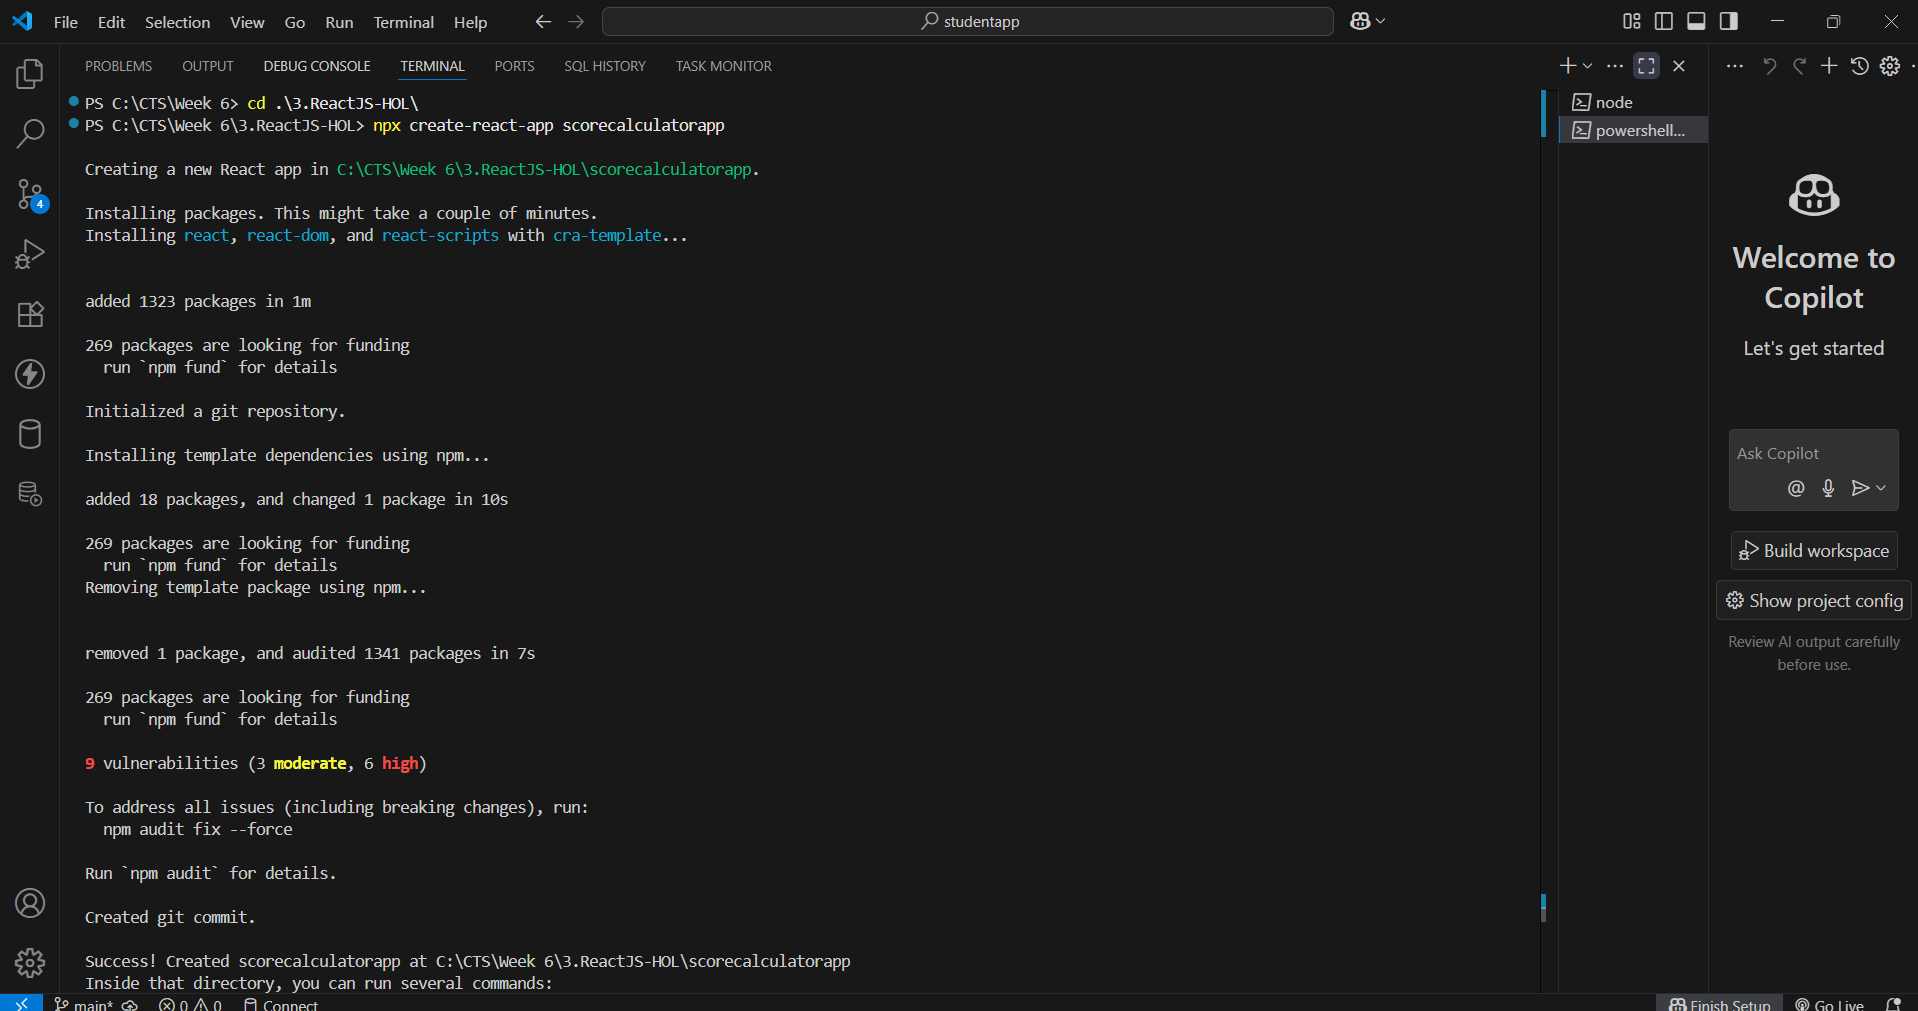 File Edit Selection View Go Run Terminal Help
studentapp
PROBLEMS OUTPUT DEBUG CONSOLE TERMINAL PORTS SQL HISTORY TASK MONITOR
PS C:\CTS\Week 6> cd .\3.ReactJS-HOL\
PS C:\CTS\Week 6\3.ReactJS-HOL> npx create-react-app scorecalculatorapp
Creating a new React app in C:\CTS\Week 6\3.ReactJS-HOL\scorecalculatorapp.
Installing packages. This might take a couple of minutes.
Installing react, react-dom, and react-scripts with cra-template...
added 1323 packages in 1m
269 packages are looking for funding
run `npm fund` for details
Initialized a git repository.
Installing template dependencies using npm...
added 18 packages, and changed 1 package in 10s
269 packages are looking for funding
run `npm fund` for details
Removing template package using npm...
removed 1 package, and audited 1341 packages in 7s
269 packages are looking for funding
run `npm fund` for details
9 vulnerabilities (3 moderate, 6 high)
To address all issues (including breaking changes), run:
npm audit fix --force
Run `npm audit` for details.
Created git commit.
Success! Created scorecalculatorapp at C:\CTS\Week 6\3.ReactJS-HOL\scorecalculatorapp
Inside that directory, you can run several commands:
node
powershell...
4
Welcome to
Copilot
Let's get started
Ask Copilot
Build workspace
Show project config
Review AI output carefully
before use.
main* 0 0 Connect
Finish Setup Go Live